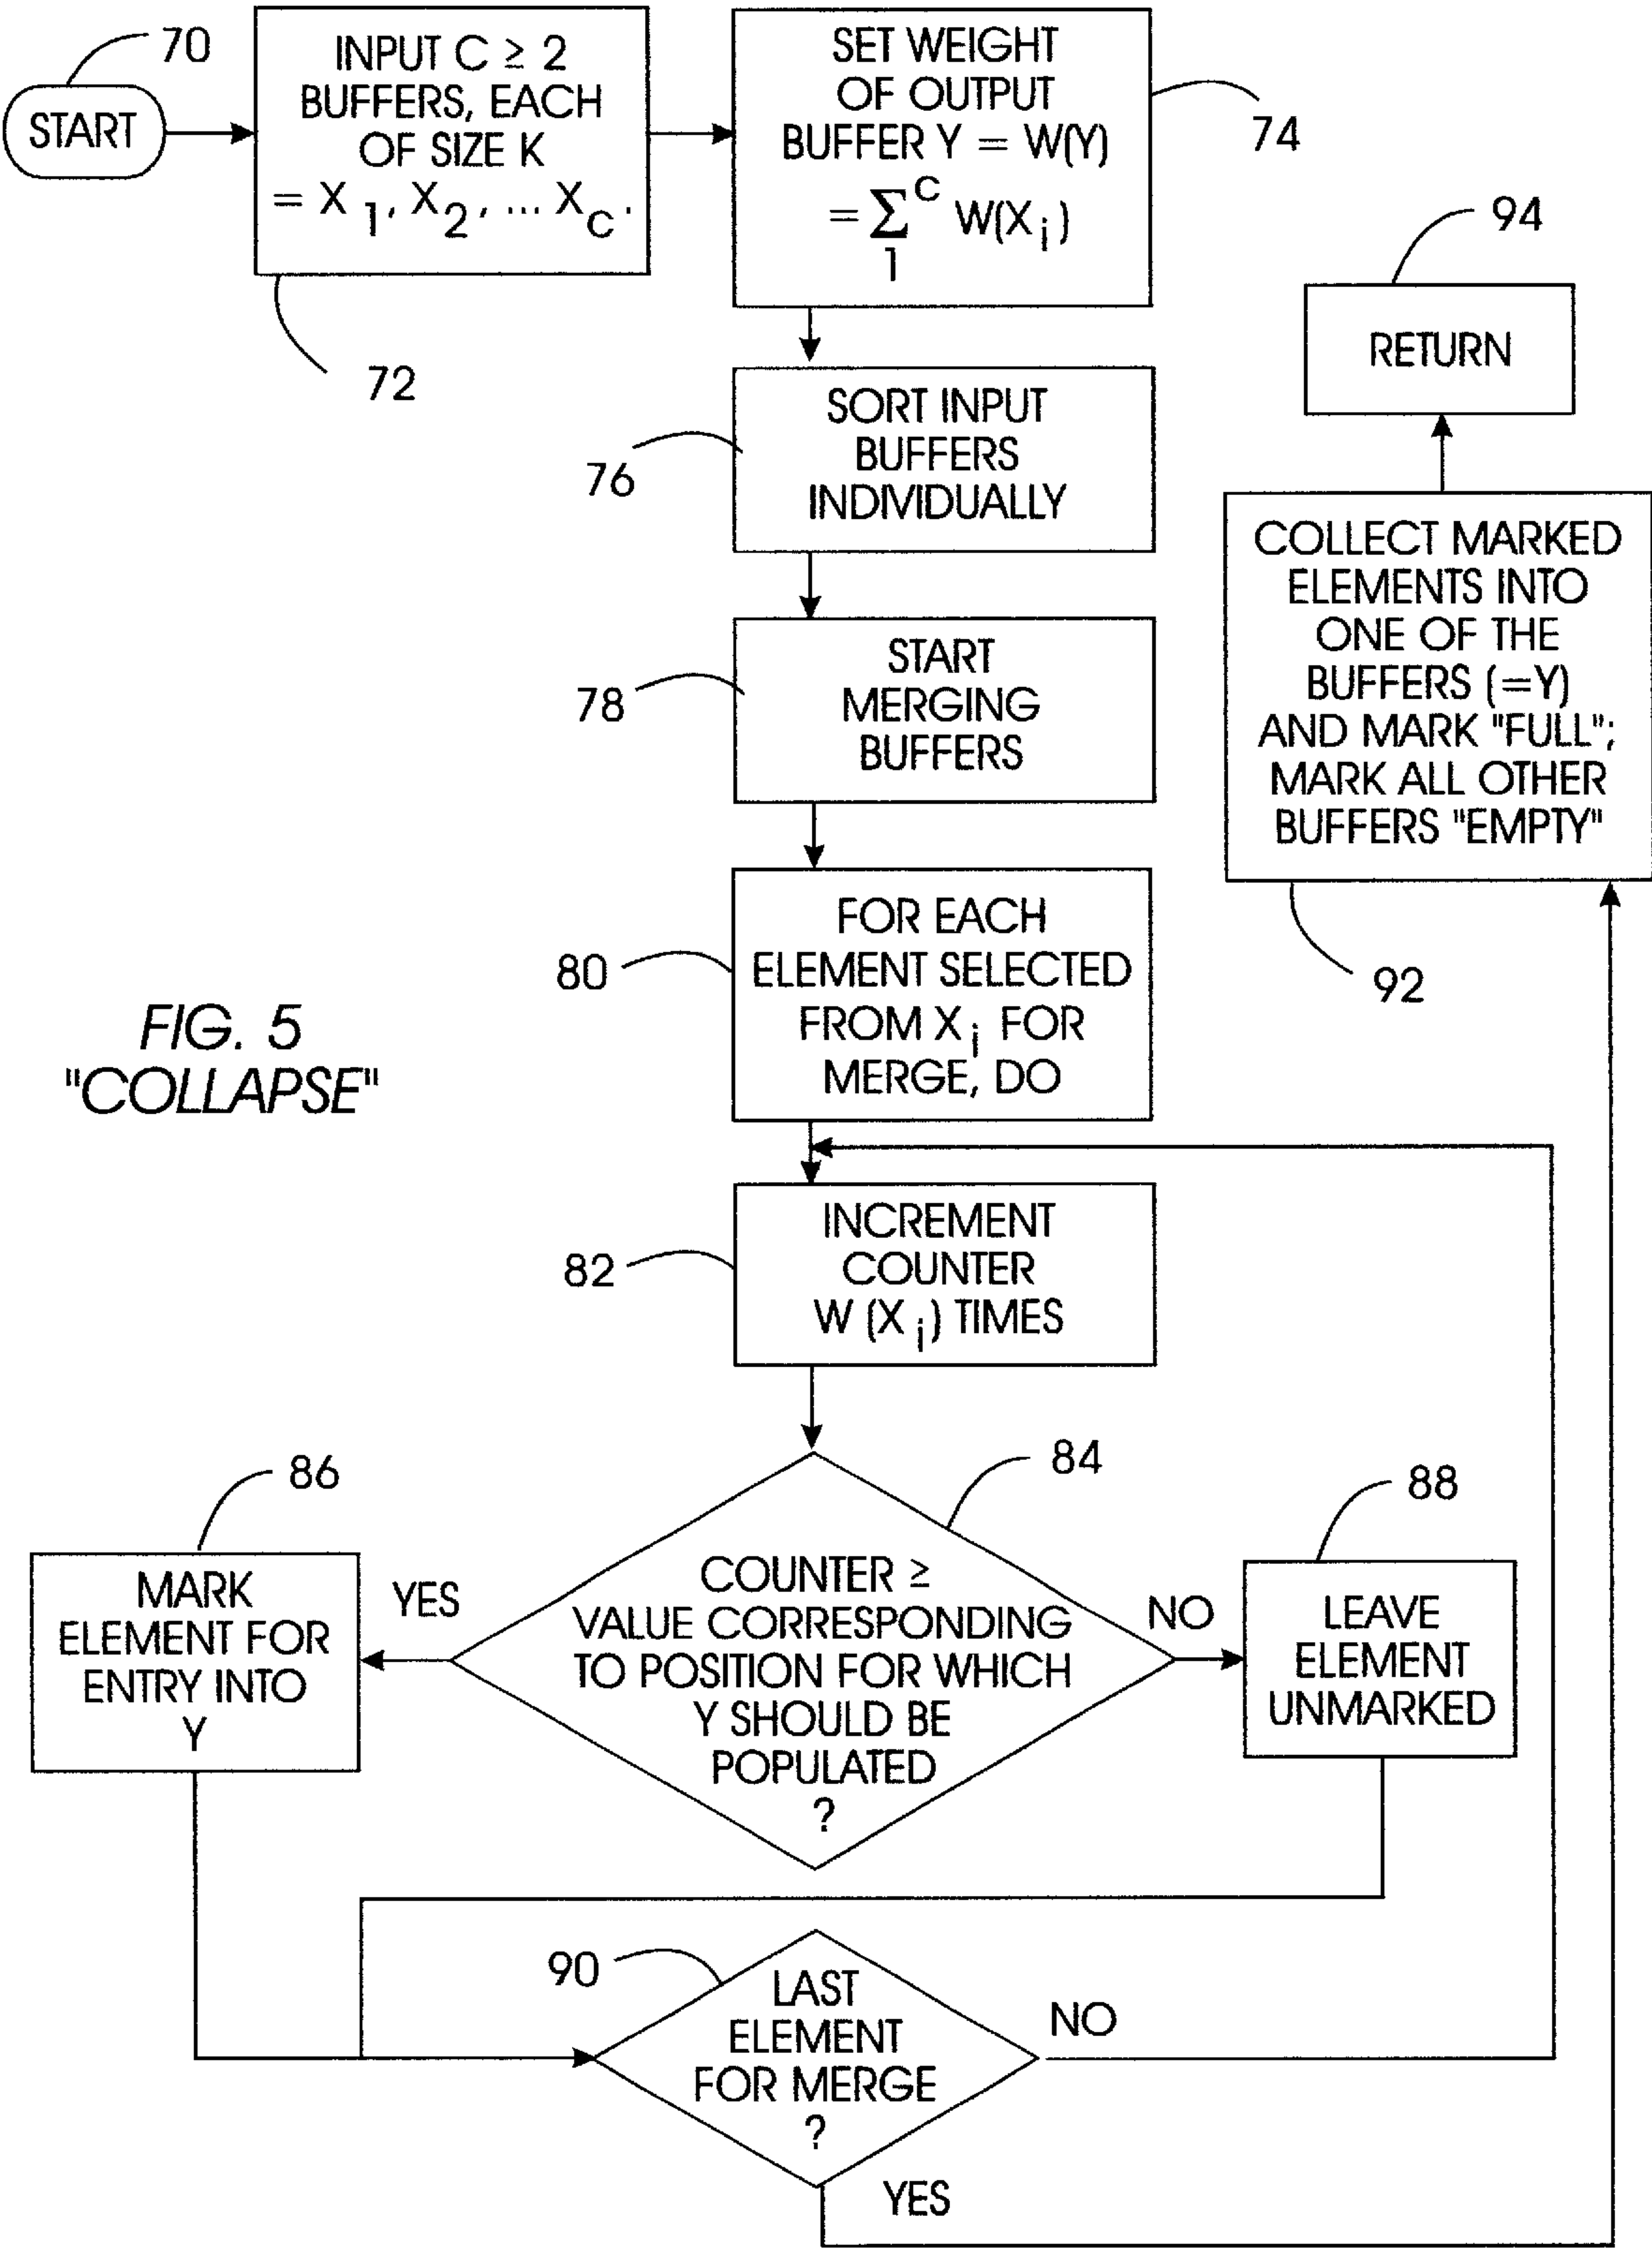 70
START
INPUT C ≥ 2
BUFFERS, EACH
OF SIZE K
= X 1, X 2, ... X C .
72
SET WEIGHT
OF OUTPUT
BUFFER Y = W(Y)
= Σ 1 C W(X i)
74
SORT INPUT
BUFFERS
INDIVIDUALLY
76
START
MERGING
BUFFERS
78
FOR EACH
ELEMENT SELECTED
FROM X i FOR
MERGE, DO
80
INCREMENT
COUNTER
W (X i) TIMES
82
84
COUNTER ≥
VALUE CORRESPONDING
TO POSITION FOR WHICH
Y SHOULD BE
POPULATED
?
YES
NO
86
MARK
ELEMENT FOR
ENTRY INTO
Y
88
LEAVE
ELEMENT
UNMARKED
90
LAST
ELEMENT
FOR MERGE
?
NO
YES
COLLECT MARKED
ELEMENTS INTO
ONE OF THE
BUFFERS (=Y)
AND MARK "FULL";
MARK ALL OTHER
BUFFERS "EMPTY"
92
94
RETURN
FIG. 5
"COLLAPSE"